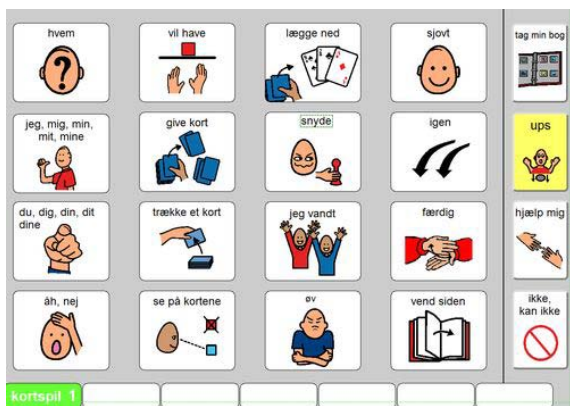 hvem
vil have
lægge ned
sjovt
tag min bog
jeg, mig, min,
mit, mine
give kort
snyde
igen
ups
du, dig, din, dit
dine
trække et kort
jeg vandt
færdig
hjælp mig
åh, nej
se på kortene
øv
vend siden
ikke,
kan ikke
kortspil 1